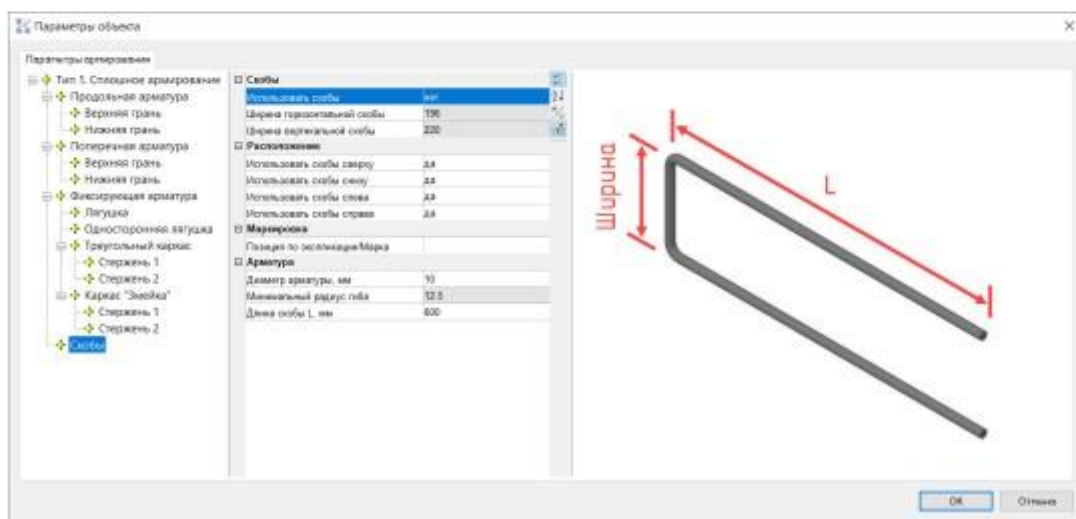 Параметры объекта
Параметры армирования
Тип 1. Сплошное армирование
Продольная арматура
Верхняя грань
Нижняя грань
Поперечная арматура
Верхняя грань
Нижняя грань
Фиксирующая арматура
Лягушка
Односторонняя лягушка
Треугольный каркас
Стержень 1
Стержень 2
Каркас "Змейка"
Стержень 1
Стержень 2
Скобы
Скобы
Использовать скобы нет
Ширина горизонтальной скобы 196
Ширина вертикальной скобы 220
Расположение
Использовать скобы сверху да
Использовать скобы снизу да
Использовать скобы слева да
Использовать скобы справа да
Маркировка
Позиция по экспликации/Марка
Арматура
Диаметр арматуры, мм 10
Минимальный радиус гиба 12.5
Длина скобы L, мм 600
Ширина
L
OK
Отмена